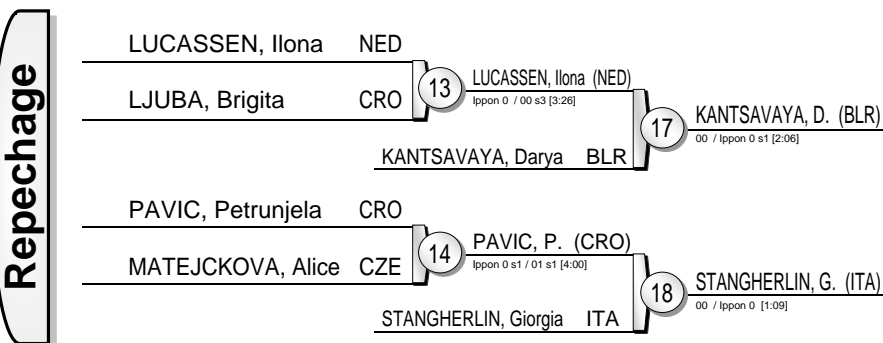 Repechage
LUCASSEN, Ilona NED
LJUBA, Brigita CRO
13
LUCASSEN, Ilona (NED)
Ippon 0 / 00 s3 [3:26]
KANTSAVAYA, Darya BLR
17
KANTSAVAYA, D. (BLR)
00 / Ippon 0 s1 [2:06]
PAVIC, Petrunjela CRO
MATEJCKOVA, Alice CZE
14
PAVIC, P. (CRO)
Ippon 0 s1 / 01 s1 [4:00]
STANGHERLIN, Giorgia ITA
18
STANGHERLIN, G. (ITA)
00 / Ippon 0 [1:09]